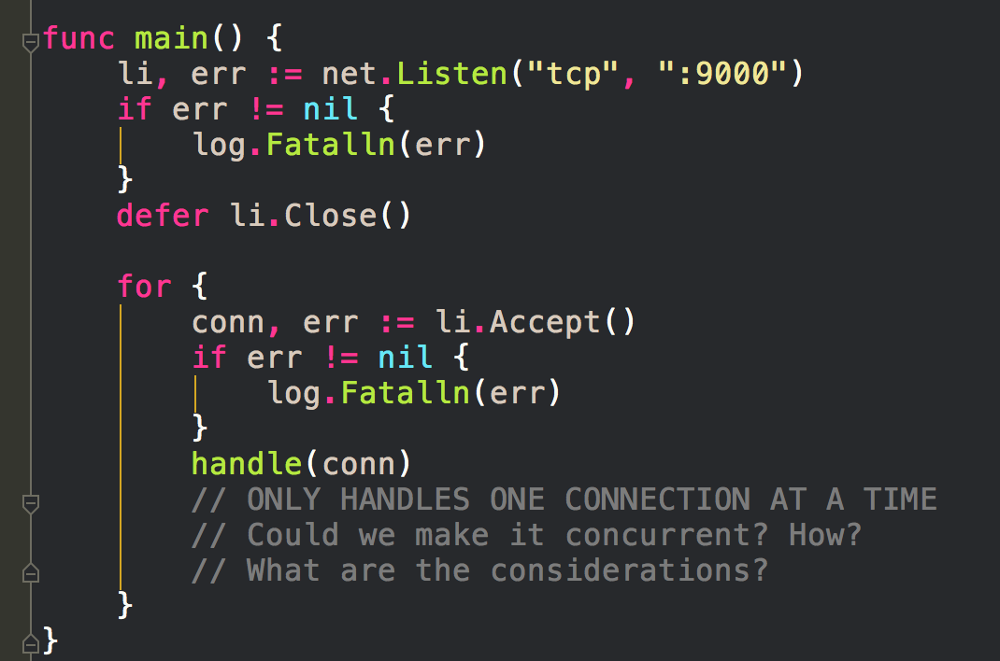 func main() {
    li, err := net.Listen("tcp", ":9000")
    if err != nil {
        log.Fatalln(err)
    }
    defer li.Close()

    for {
        conn, err := li.Accept()
        if err != nil {
            log.Fatalln(err)
        }
        handle(conn)
        // ONLY HANDLES ONE CONNECTION AT A TIME
        // Could we make it concurrent? How?
        // What are the considerations?
    }
}